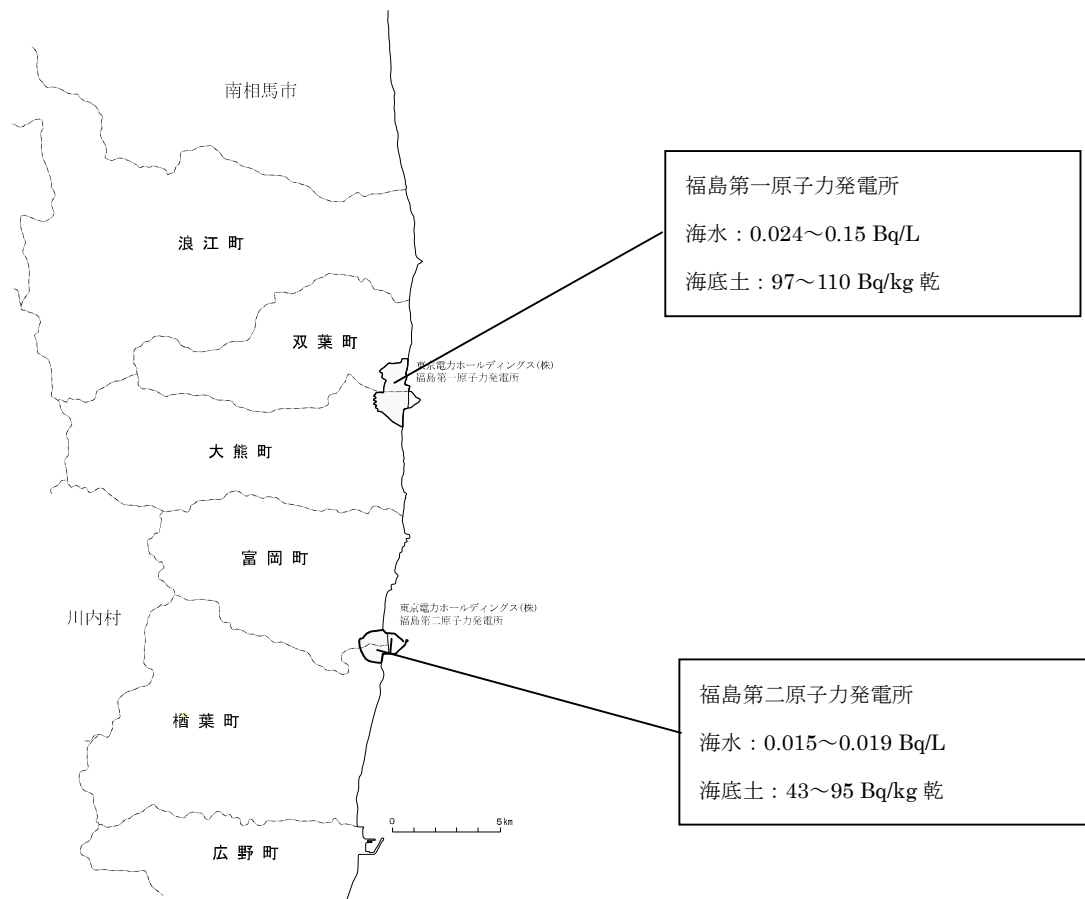 南相馬市
福島第一原子力発電所
海水：0.024～0.15 Bq/L
海底土：97～110 Bq/kg 乾
浪江町
双葉町
東京電力ホールディングス(株)
福島第一原子力発電所
大熊町
富岡町
川内村
東京電力ホールディングス(株)
福島第二原子力発電所
福島第二原子力発電所
海水：0.015～0.019 Bq/L
海底土：43～95 Bq/kg 乾
楢葉町
0 5km
広野町